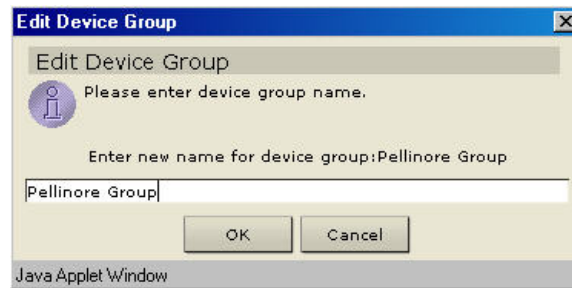 Edit Device Group
Edit Device Group
Please enter device group name.
Enter new name for device group:Pellinore Group
Pellinore Group
OK Cancel
Java Applet Window